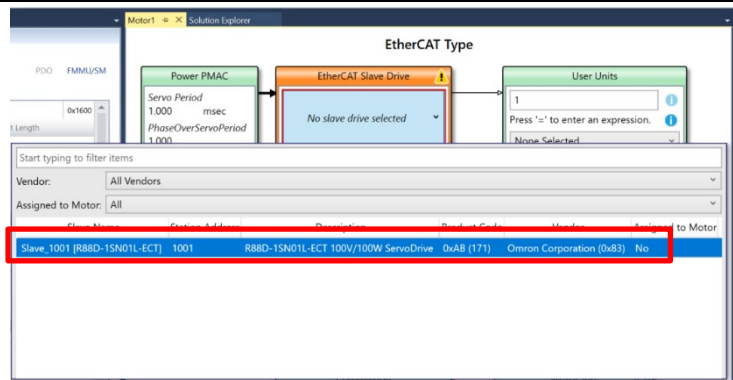 Motor1
Solution Explorer
EtherCAT Type
PDO FMMU/SM
Power PMAC
EtherCAT Slave Drive
User Units
Servo Period
1.000 msec
PhaseOverServoPeriod
1.000
No slave drive selected
1
Press '=' to enter an expression.
None Selected
0x1600
t Length
Start typing to filter items
Vendor: All Vendors
Assigned to Motor: All
Slave Name Station Address Description Product Code Vendor Assigned to Motor
Slave_1001 [R88D-1SN01L-ECT] 1001 R88D-1SN01L-ECT 100V/100W ServoDrive 0xAB (171) Omron Corporation (0x83) No